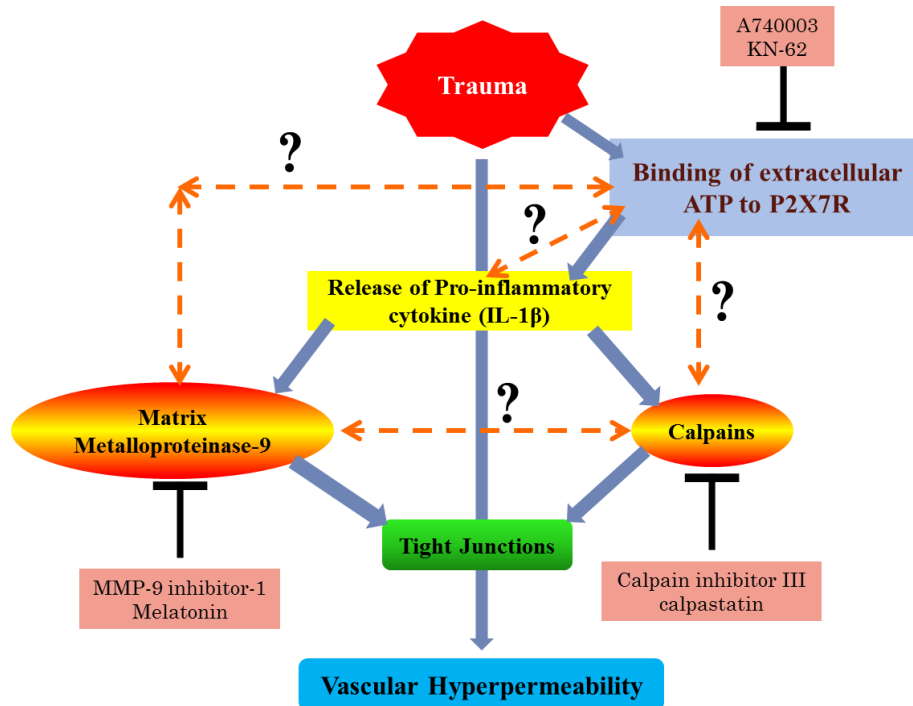 A740003
KN-62
Trauma
?
Binding of extracellular
ATP to P2X7R
?
Release of Pro-inflammatory
cytokine (IL-1β)
?
?
Matrix
Metalloproteinase-9
Calpains
Tight Junctions
MMP-9 inhibitor-1
Melatonin
Calpain inhibitor III
calpastatin
Vascular Hyperpermeability